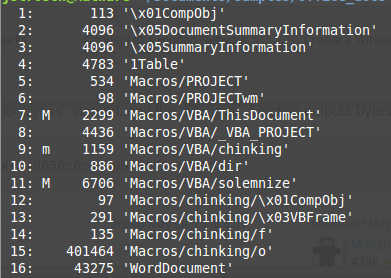 1: 113 '\x01CompObj'
2: 4096 '\x05DocumentSummaryInformation'
3: 4096 '\x05SummaryInformation'
4: 4783 '1Table'
5: 534 'Macros/PROJECT'
6: 98 'Macros/PROJECTwm'
7: M 2299 'Macros/VBA/ThisDocument'
8: 4436 'Macros/VBA/_VBA_PROJECT'
9: m 1159 'Macros/VBA/chinking'
10: 886 'Macros/VBA/dir'
11: M 6706 'Macros/VBA/solemnize'
12: 97 'Macros/chinking/\x01CompObj'
13: 291 'Macros/chinking/\x03VBFrame'
14: 135 'Macros/chinking/f'
15: 401464 'Macros/chinking/o'
16: 43275 'WordDocument'